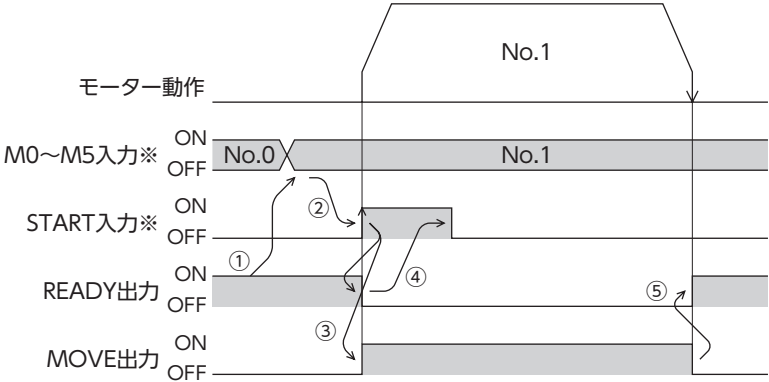 No.1
モーター動作
M0～M5入力※ ON OFF No.0 No.1
START入力※ ON OFF ②
① ④
READY出力 ON OFF ⑤
③
MOVE出力 ON OFF